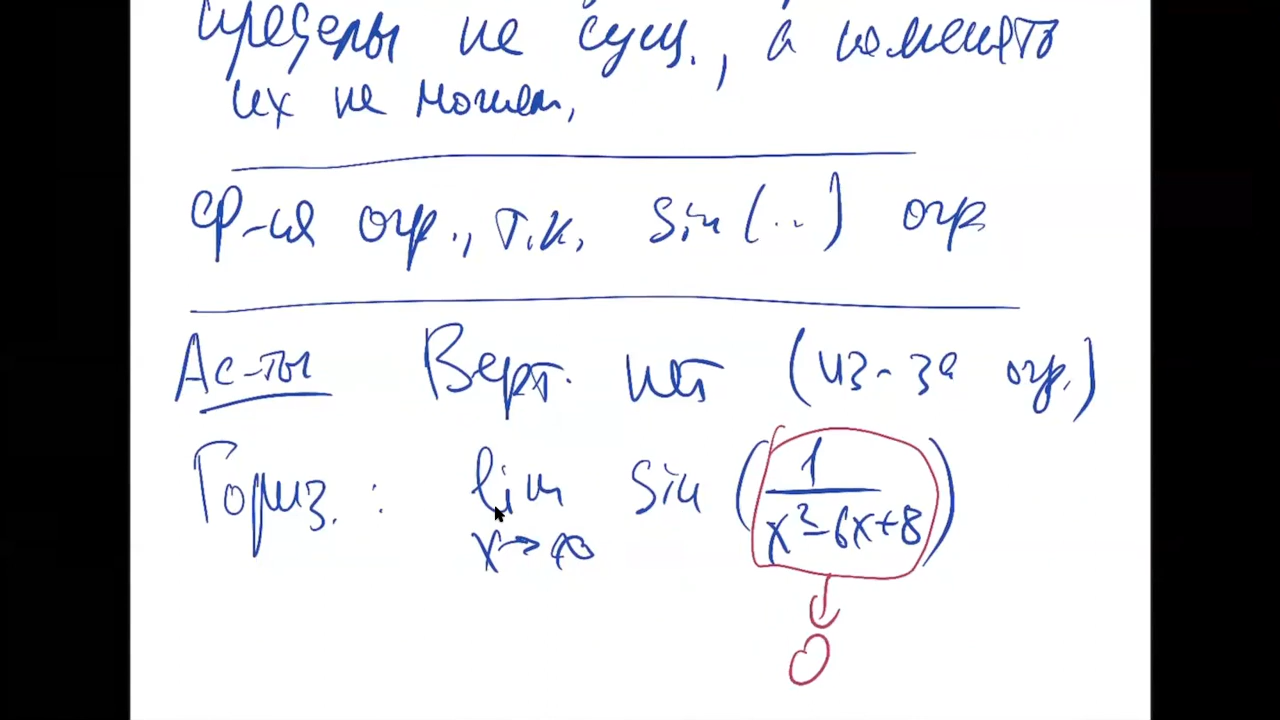 пределы не сущ., а поменять
их не можем,
ф-ия огр., т.к. sin(..) огр
Ас-ты Верт. нет (из-за огр.)
Гориз.: lim x→∞ sin(1/(x²-6x+8))
0